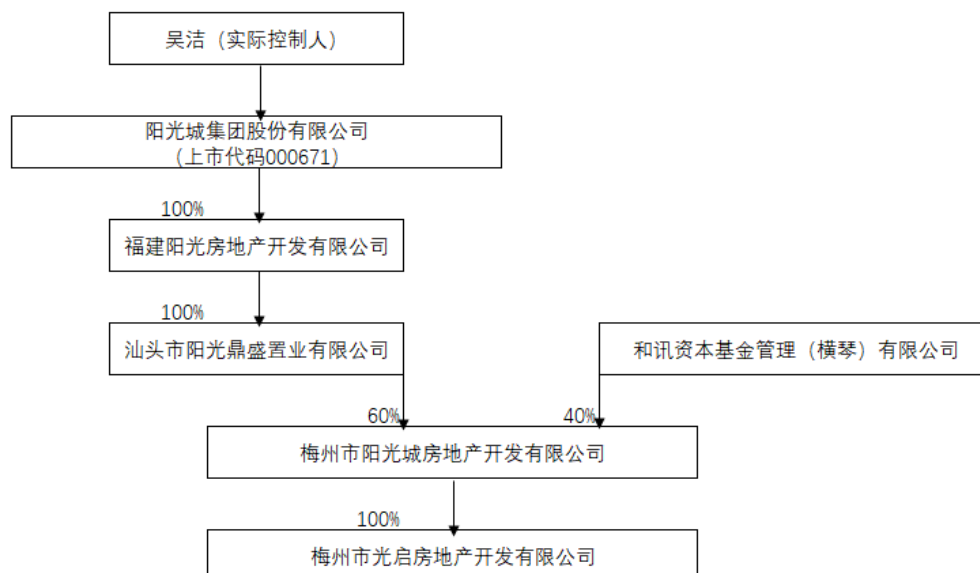 吴洁（实际控制人）
阳光城集团股份有限公司
（上市代码000671）
100%
福建阳光房地产开发有限公司
100%
汕头市阳光鼎盛置业有限公司
和讯资本基金管理（横琴）有限公司
60%
40%
梅州市阳光城房地产开发有限公司
100%
梅州市光启房地产开发有限公司